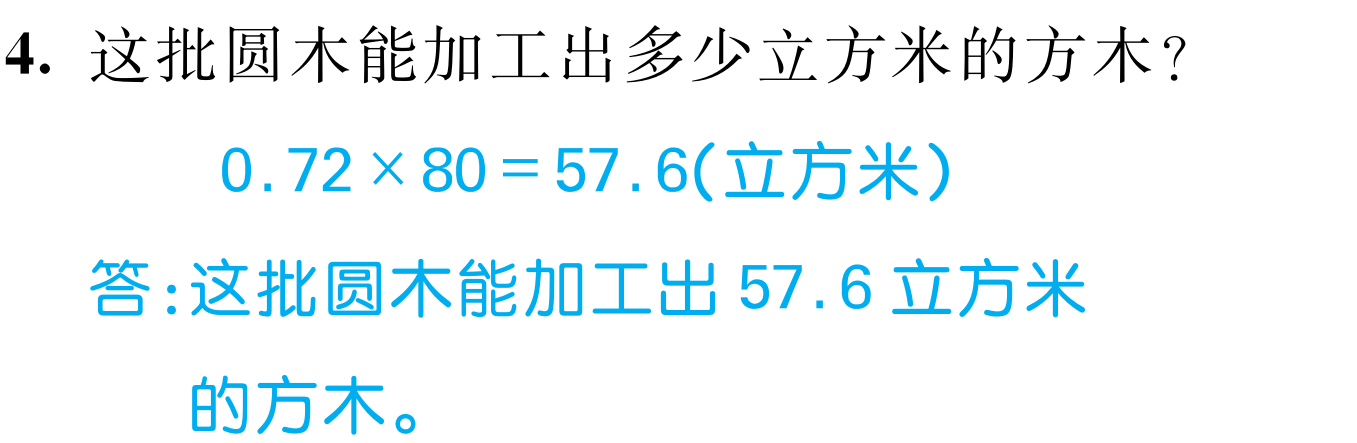 4. 这批圆木能加工出多少立方米的方木?
0.72×80=57.6(立方米)
答:这批圆木能加工出 57.6 立方米
的方木。